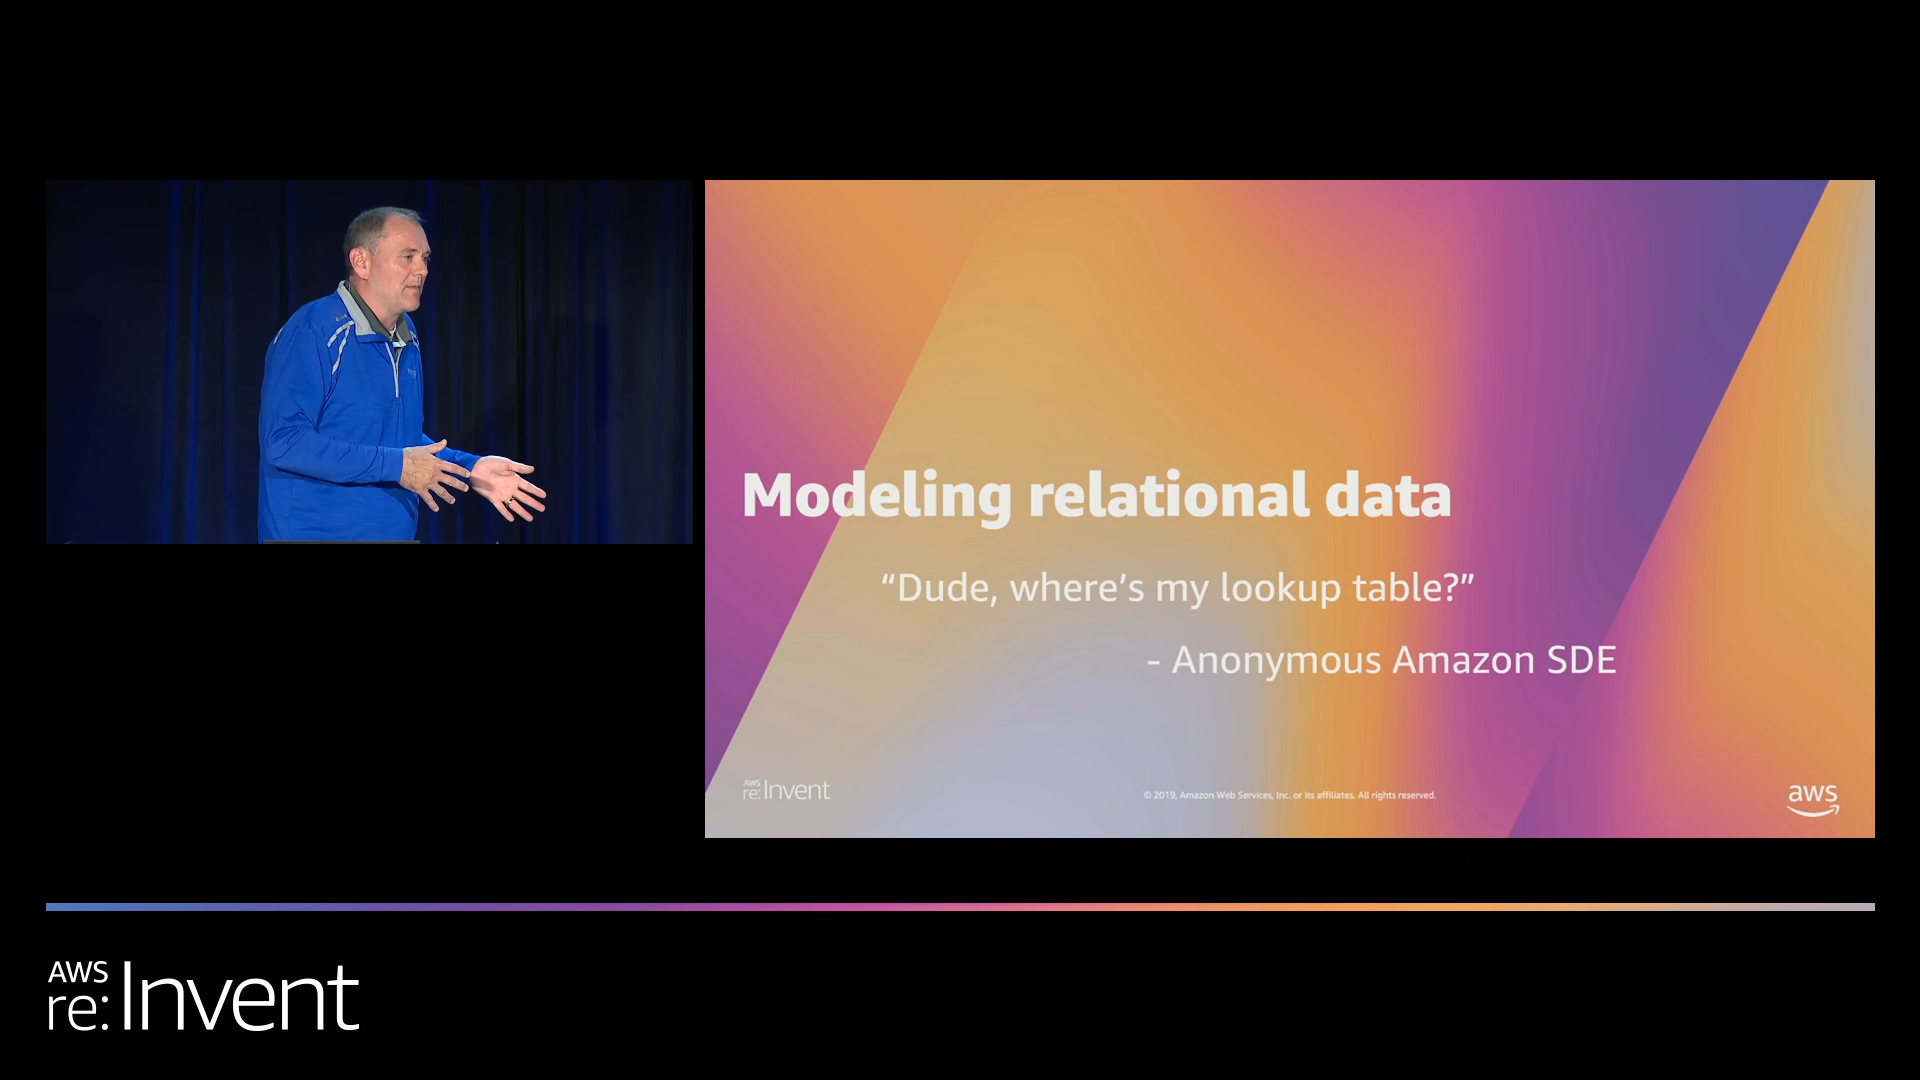 Modeling relational data
“Dude, where’s my lookup table?”
- Anonymous Amazon SDE
AWS
re:Invent
© 2019, Amazon Web Services, Inc. or its affiliates. All rights reserved.
aws
AWS
re:Invent